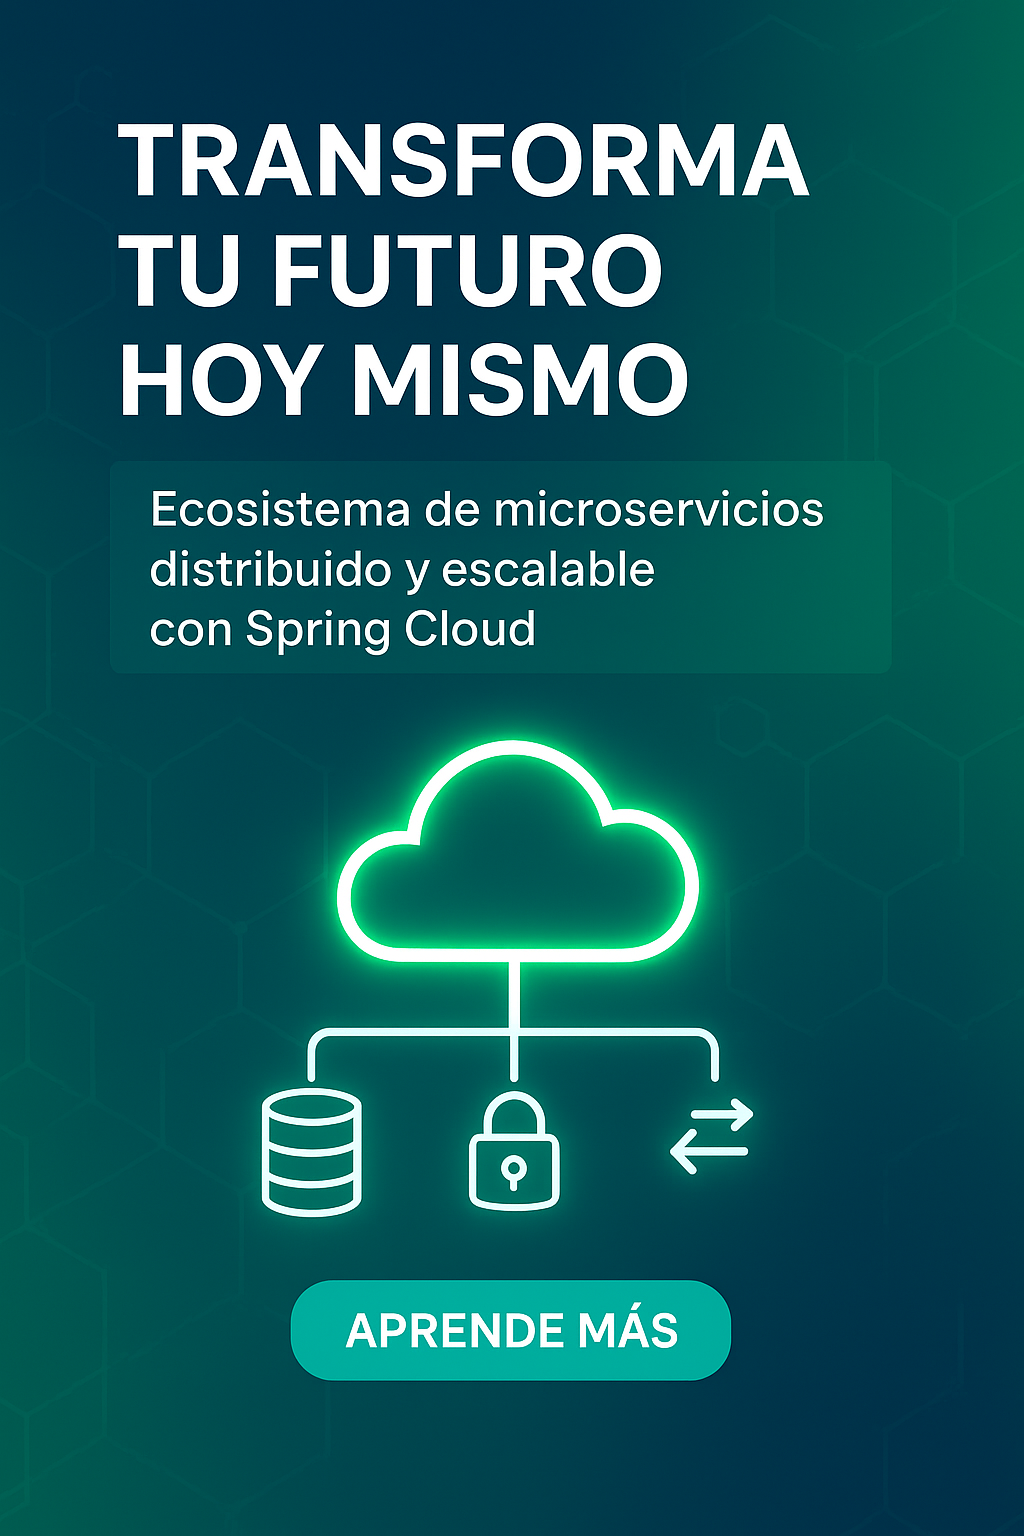 TRANSFORMA
TU FUTURO
HOY MISMO
Ecosistema de microservicios
distribuido y escalable
con Spring Cloud
APRENDE MÁS